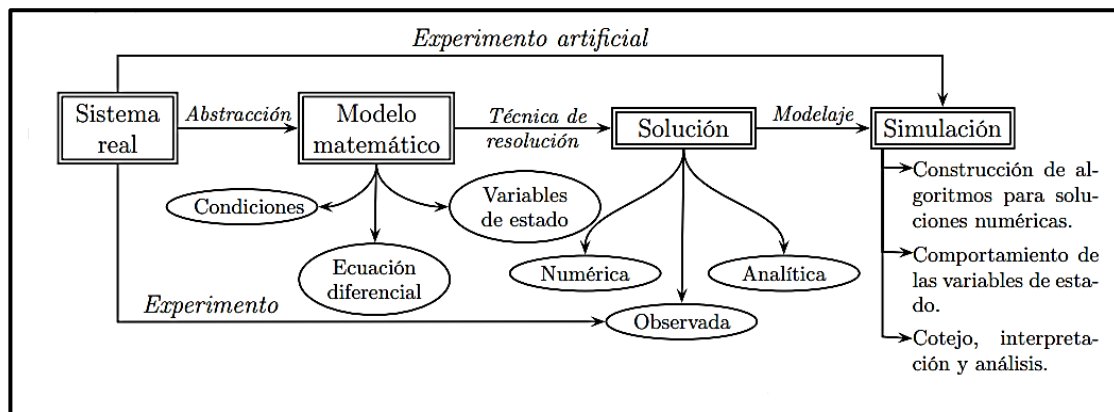 Experimento artificial
Sistema
real
Abstracción
Modelo
matemático
Técnica de
resolución
Solución
Modelaje
Simulación
Condiciones
Variables
de estado
Ecuación
diferencial
Numérica
Analítica
Experimento
Observada
Construcción de al-
goritmos para solu-
ciones numéricas.
Comportamiento de
las variables de esta-
do.
Cotejo, interpreta-
ción y análisis.